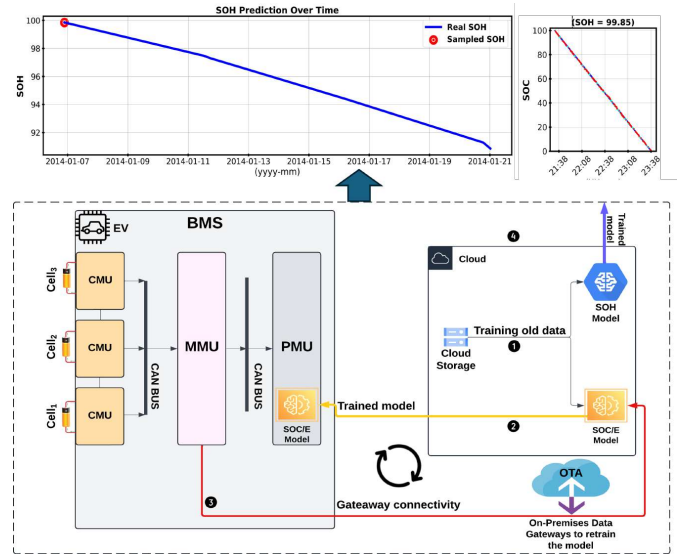 SOH Prediction Over Time
100
98
96
94
92
SOH
Real SOH
Sampled SOH
2014-01-07
2014-01-09
2014-01-11
2014-01-13
2014-01-15
2014-01-17
2014-01-19
2014-01-21
(yyyy-mm)
(SOH = 99.85)
100
80
60
40
20
0
SOC
21:38
22:08
22:38
23:08
23:38
EV
BMS
Cell3
CMU
Cell2
CMU
Cell1
CMU
CAN BUS
MMU
CAN BUS
PMU
SOC/E
Model
Trained model
2
3
Gateaway connectivity
4
Cloud
Trained
model
SOH
Model
Cloud
Storage
Training old data
1
SOC/E
Model
OTA
On-Premises Data
Gateways to retrain
the model